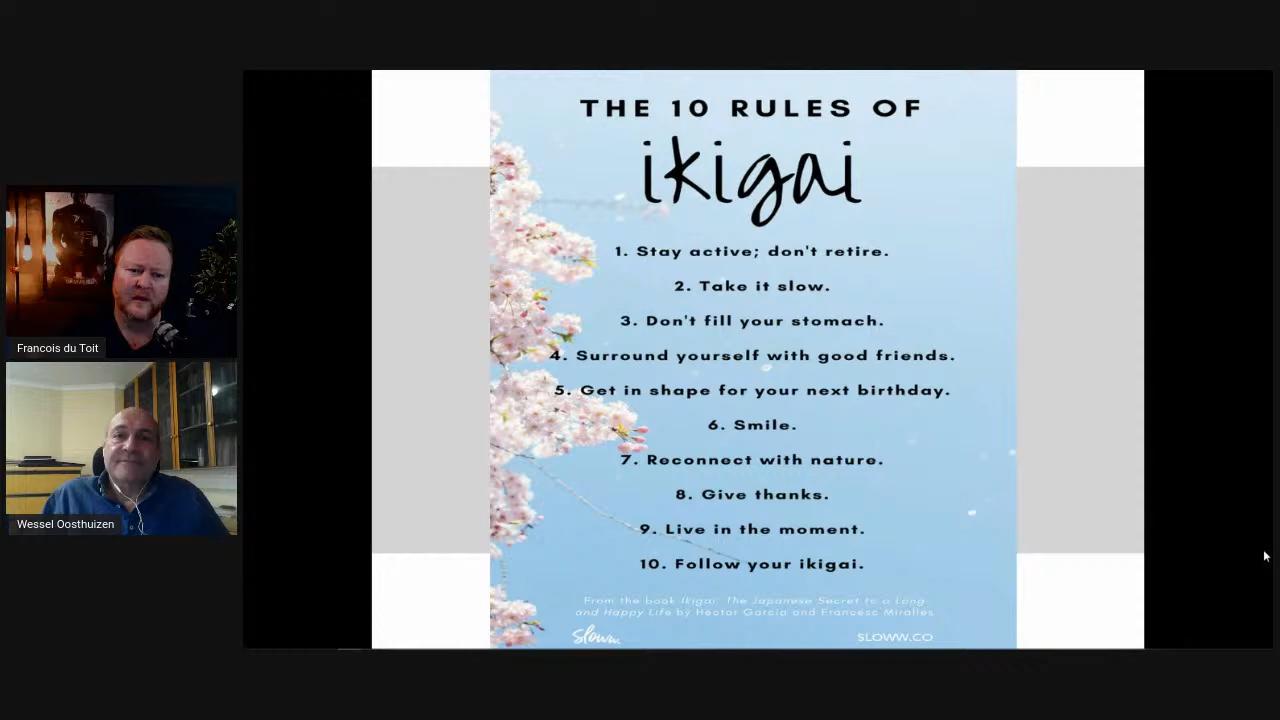 THE 10 RULES OF
ikigai
1. Stay active; don't retire.
2. Take it slow.
3. Don't fill your stomach.
4. Surround yourself with good friends.
5. Get in shape for your next birthday.
6. Smile.
7. Reconnect with nature.
8. Give thanks.
9. Live in the moment.
10. Follow your ikigai.
From the book Ikigai: The Japanese Secret to a Long
and Happy Life by Hector Garcia and Francesc Miralles
Sloww
SLOWW.CO
Francois du Toit
Wessel Oosthuizen